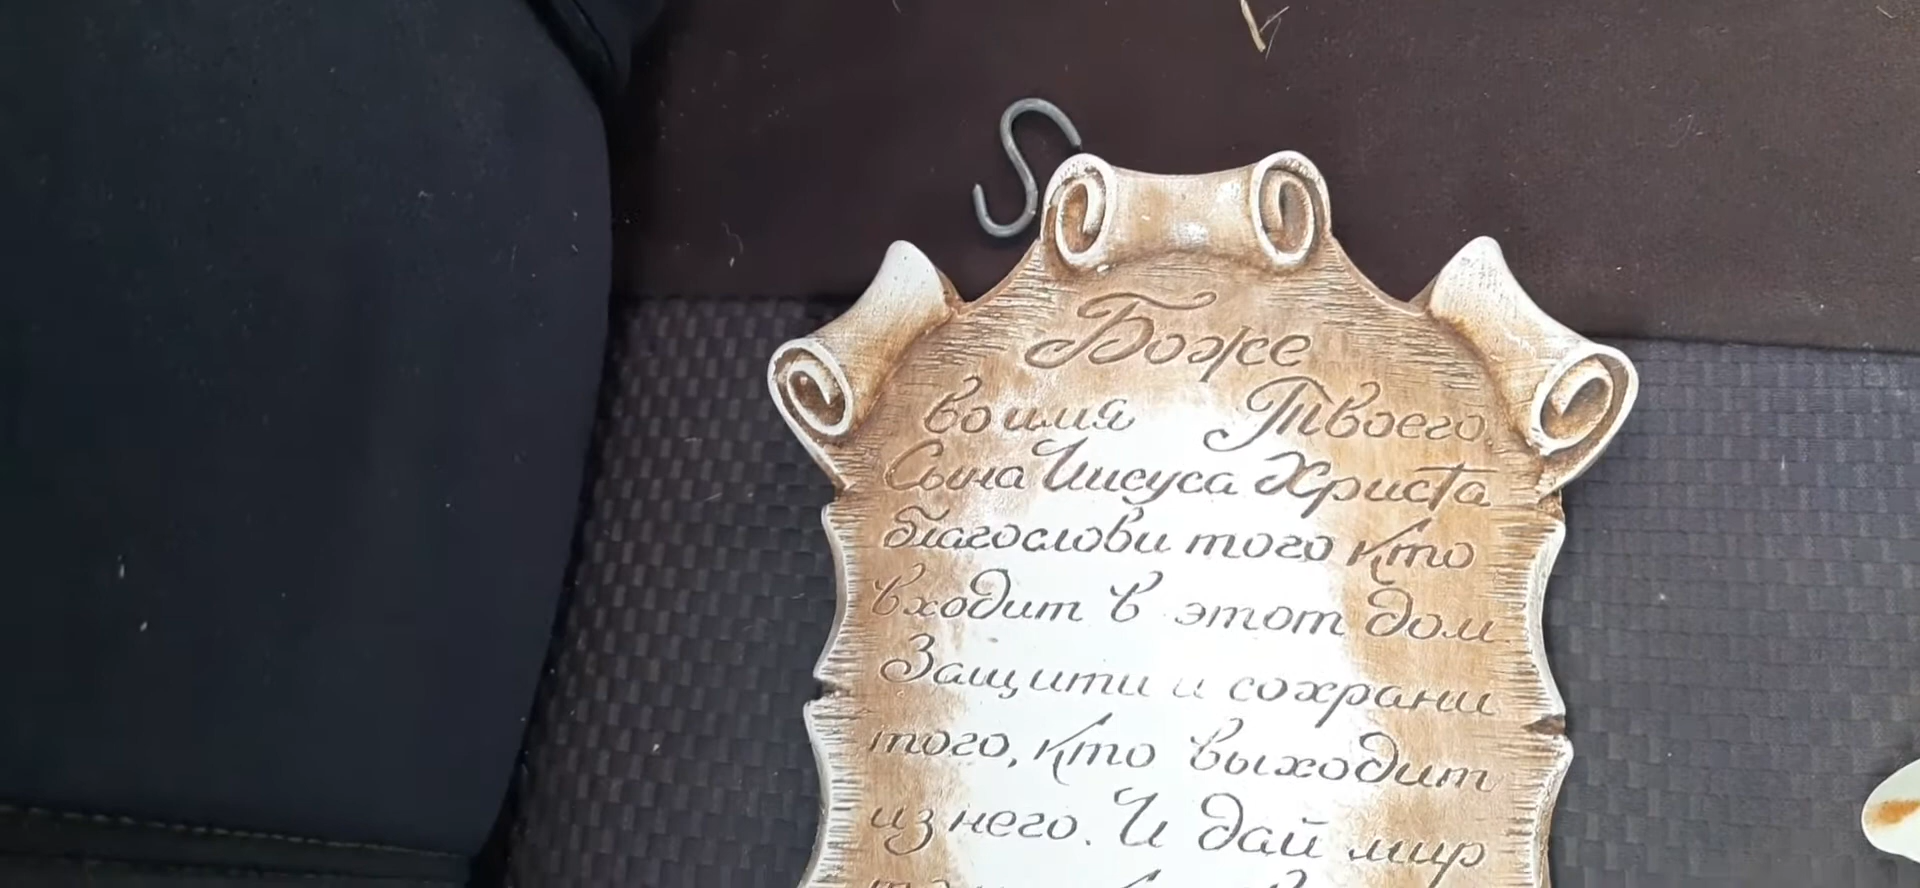 Боже
во имя Твоего
Сына Иисуса Христа
благослови того кто
входит в этот дом
Защити и сохрани
того, кто выходит
из него. И дай мир